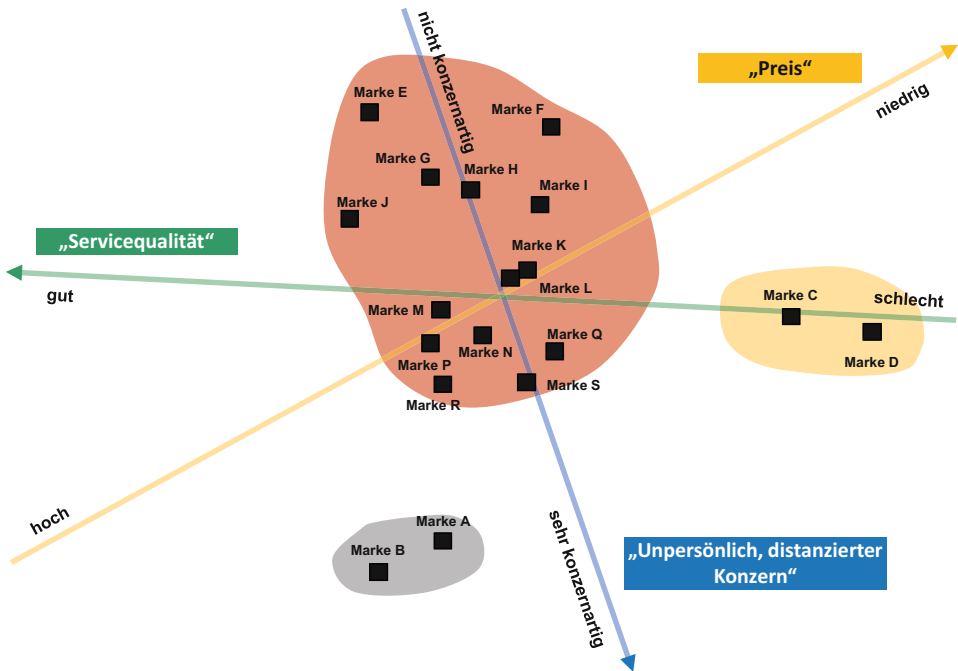 nicht konzernartig
„Preis“
niedrig
Marke E
Marke F
Marke G
Marke H
Marke I
Marke J
„Servicequalität“
gut
Marke K
Marke L
Marke C
schlecht
Marke M
Marke N
Marke Q
Marke D
Marke P
Marke S
Marke R
hoch
Marke A
Marke B
sehr konzernartig
„Unpersönlich, distanzierter
Konzern“